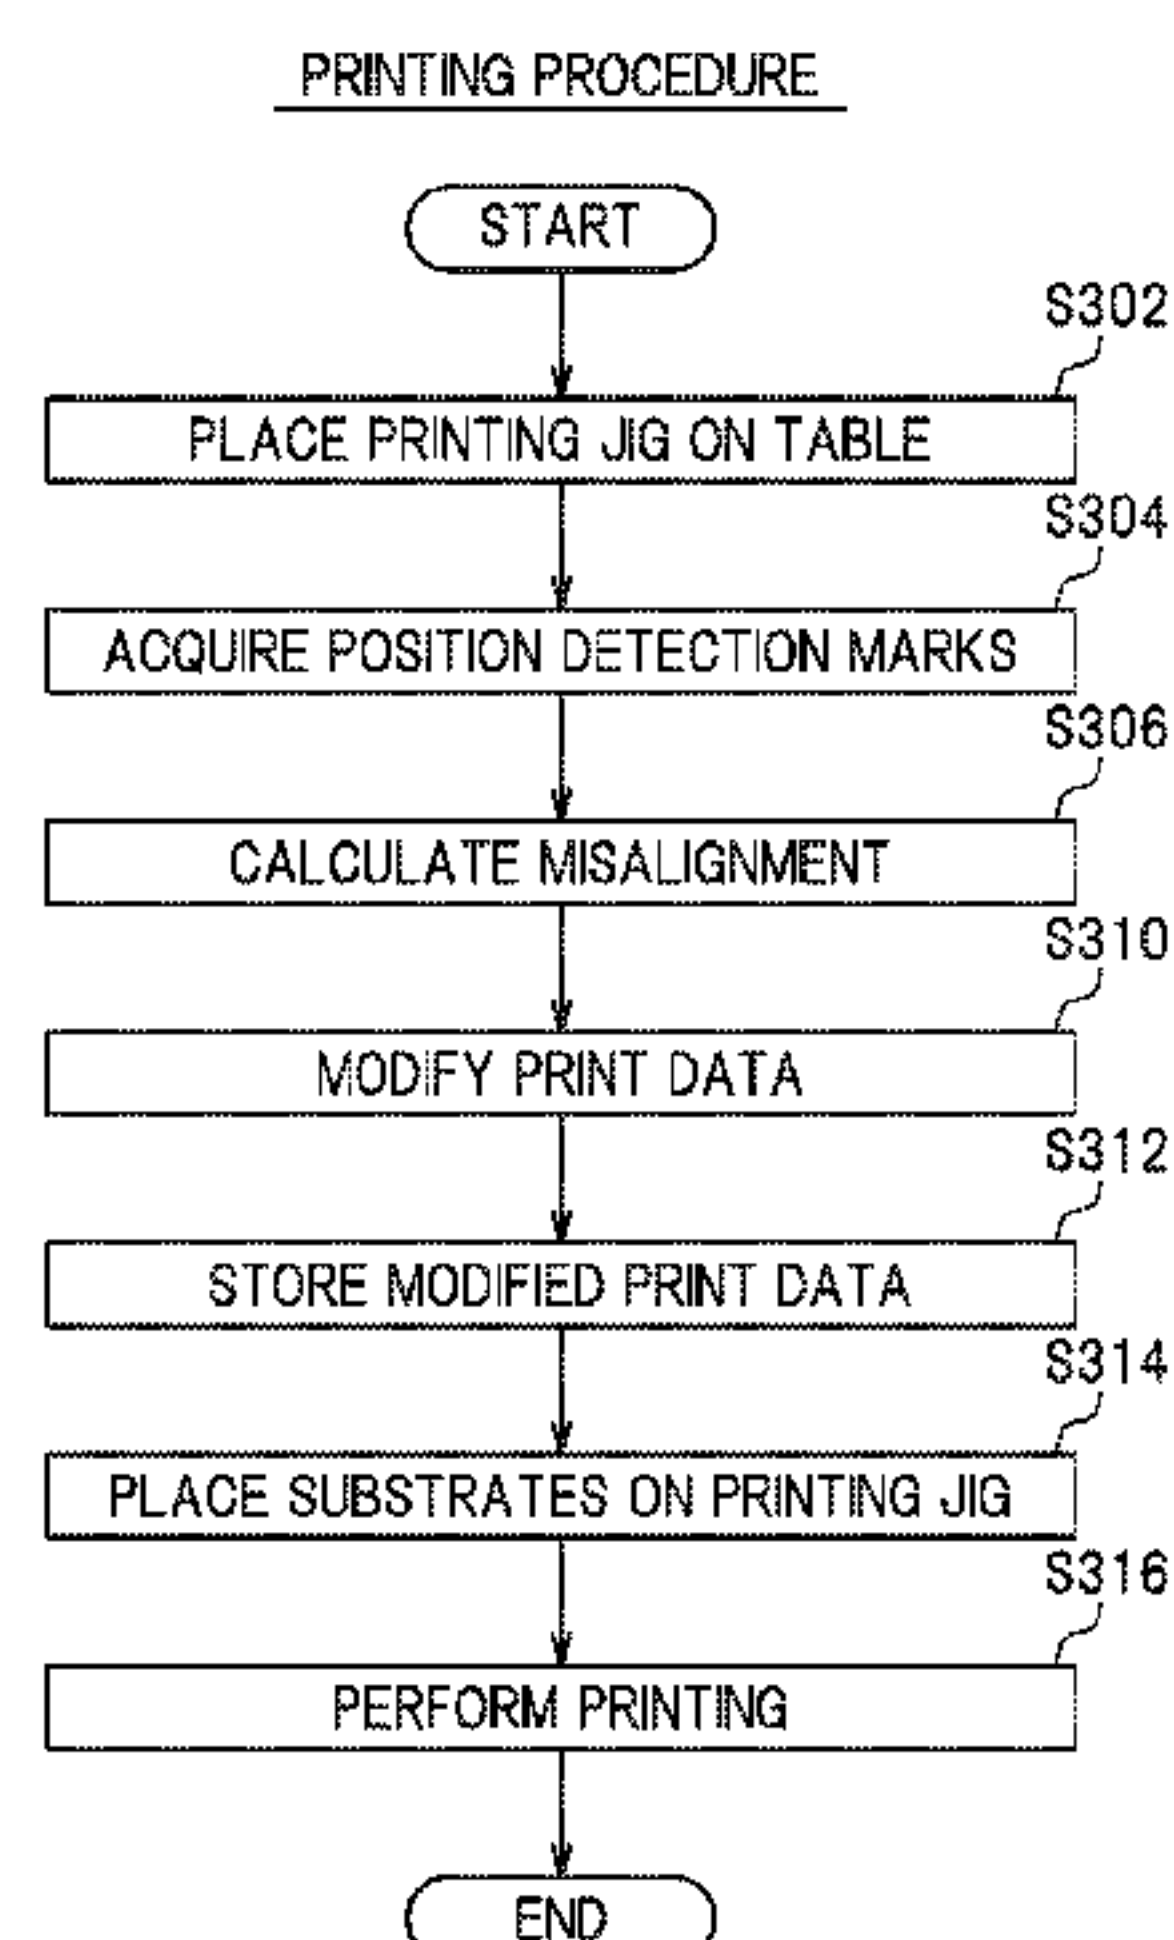 PRINTING PROCEDURE
START
S302
PLACE PRINTING JIG ON TABLE
S304
ACQUIRE POSITION DETECTION MARKS
S306
CALCULATE MISALIGNMENT
S310
MODIFY PRINT DATA
S312
STORE MODIFIED PRINT DATA
S314
PLACE SUBSTRATES ON PRINTING JIG
S316
PERFORM PRINTING
END